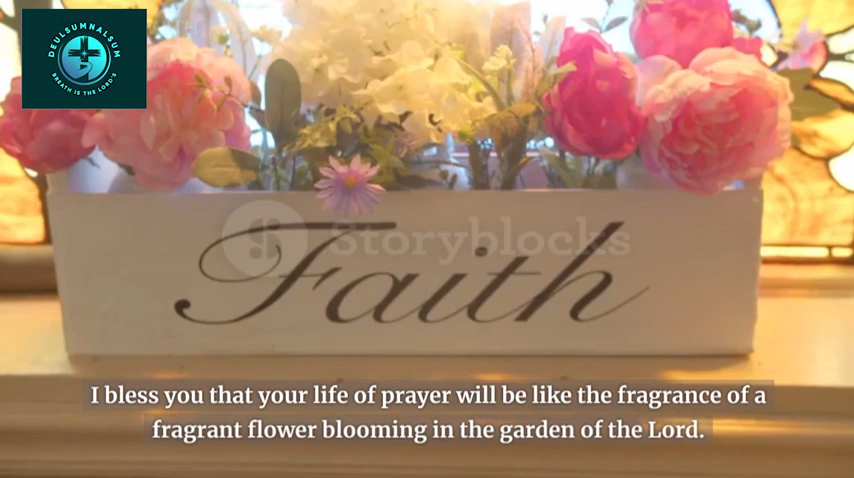 DEULSUMNALSUM
BREATH IS THE LORD'S
Storyblocks
Faith
I bless you that your life of prayer will be like the fragrance of a
fragrant flower blooming in the garden of the Lord.